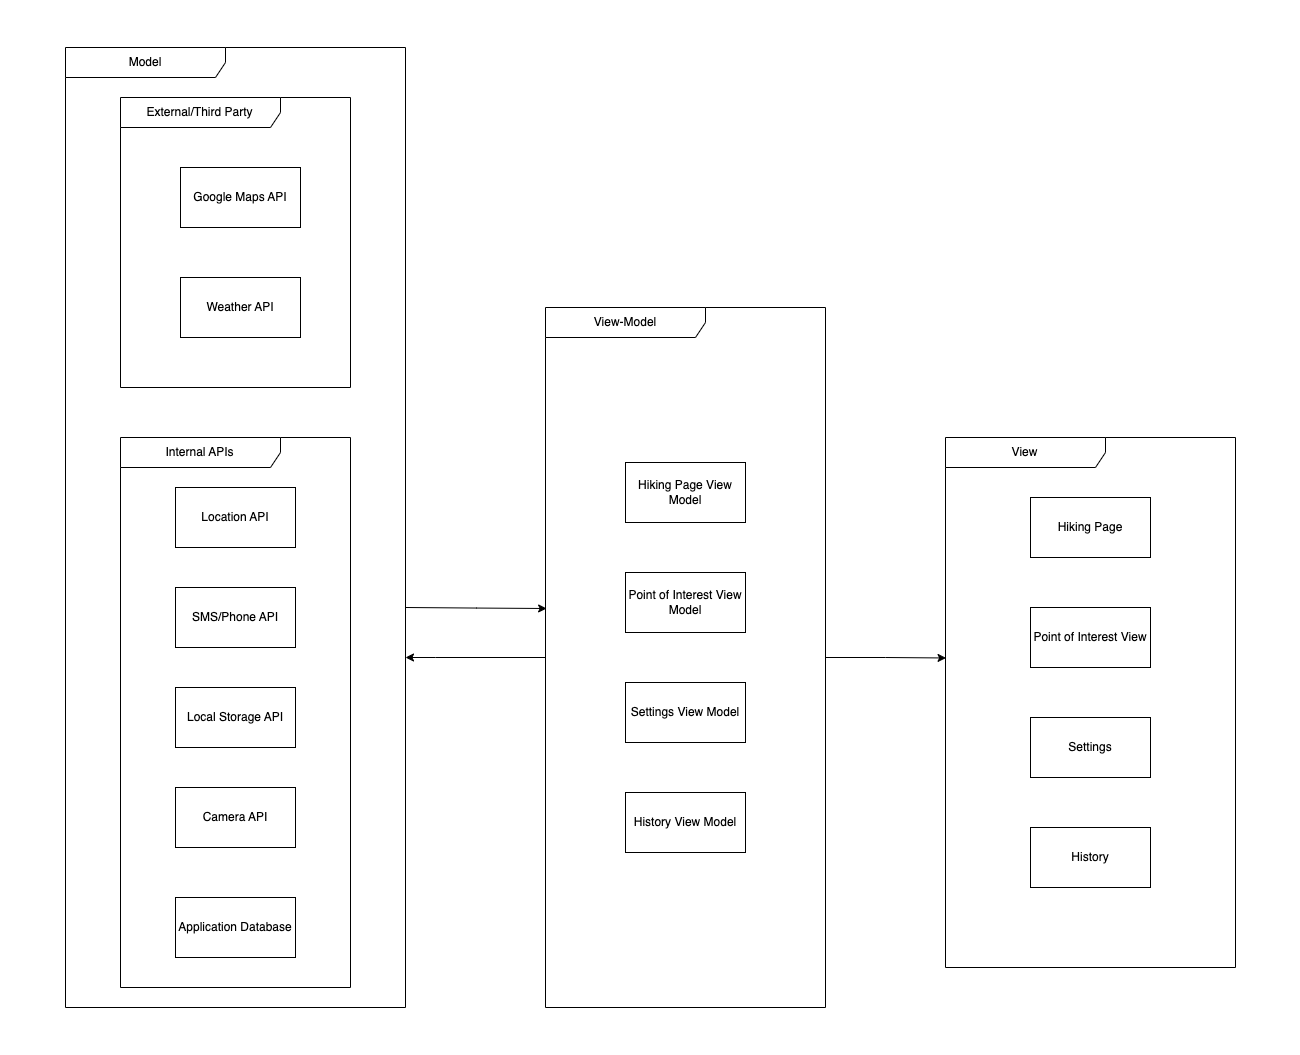 Model
External/Third Party
Google Maps API
Weather API
Internal APIs
Location API
SMS/Phone API
Local Storage API
Camera API
Application Database
View-Model
Hiking Page View
Model
Point of Interest View
Model
Settings View Model
History View Model
View
Hiking Page
Point of Interest View
Settings
History